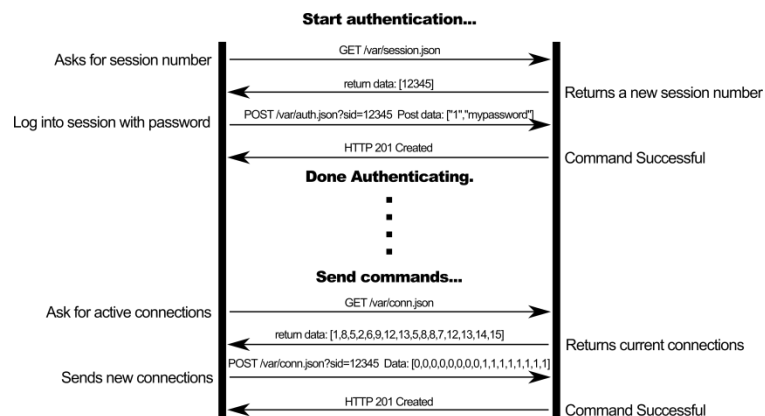 Start authentication...
GET /var/session.json
Asks for session number
return data: [12345]
Returns a new session number
POST /var/auth.json?sid=12345 Post data: ["1","mypassword"]
Log into session with password
HTTP 201 Created
Command Successful
Done Authenticating.
Send commands...
GET /var/conn.json
Ask for active connections
return data: [1,8,5,2,6,9,12,13,5,8,8,7,12,13,14,15]
Returns current connections
POST /var/conn.json?sid=12345 Data: [0,0,0,0,0,0,0,0,1,1,1,1,1,1,1,1]
Sends new connections
HTTP 201 Created
Command Successful